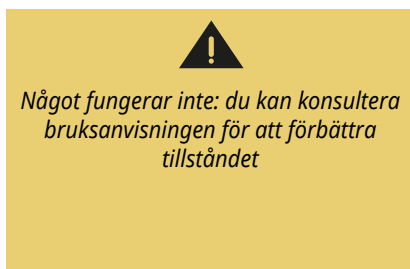 Något fungerar inte: du kan konsultera
bruksanvisningen för att förbättra
tillståndet